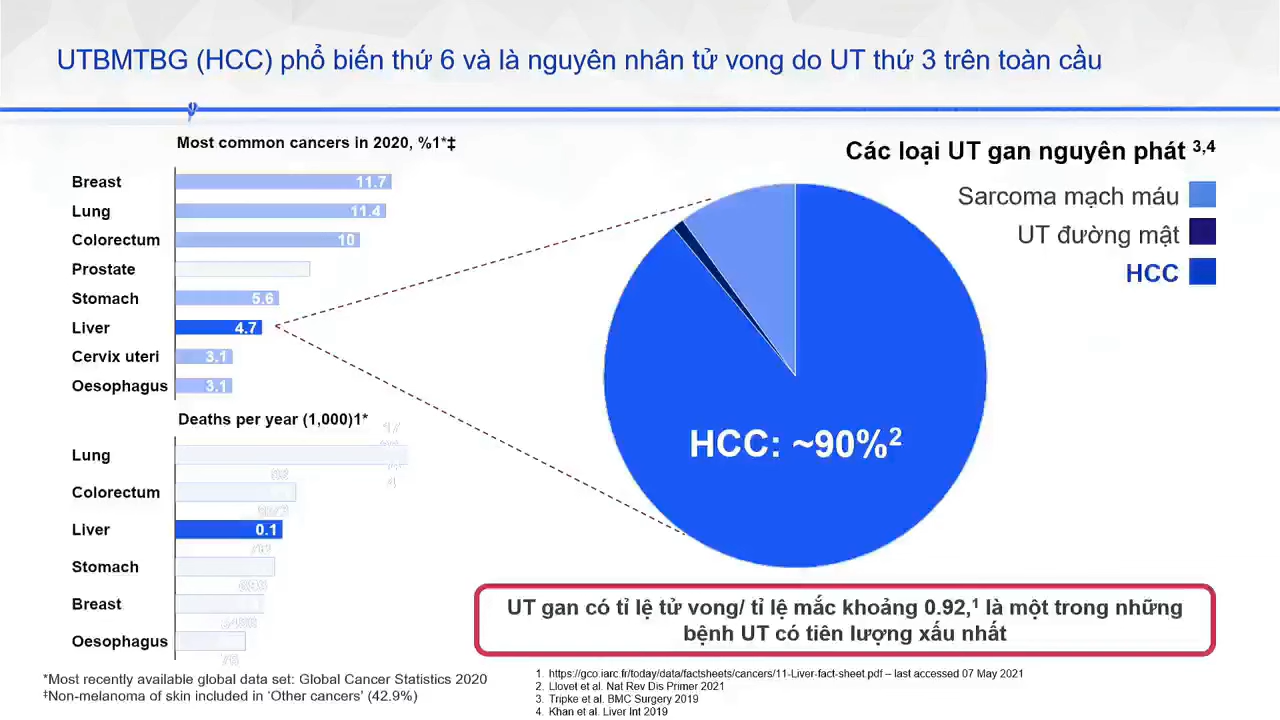 UTBMTBG (HCC) phổ biến thứ 6 và là nguyên nhân tử vong do UT thứ 3 trên toàn cầu
Most common cancers in 2020, %1*‡
Breast 11.7
Lung 11.4
Colorectum 10
Prostate
Stomach 5.6
Liver 4.7
Cervix uteri 3.1
Oesophagus 3.1
Deaths per year (1,000)1*
Lung
Colorectum
Liver 0.1
Stomach
Breast
Oesophagus
*Most recently available global data set: Global Cancer Statistics 2020
‡Non-melanoma of skin included in ‘Other cancers’ (42.9%)
Các loại UT gan nguyên phát 3,4
Sarcoma mạch máu
UT đường mật
HCC
HCC: ~90%2
UT gan có tỉ lệ tử vong/ tỉ lệ mắc khoảng 0.92,1 là một trong những
bệnh UT có tiên lượng xấu nhất
1. https://gco.iarc.fr/today/data/factsheets/cancers/11-Liver-fact-sheet.pdf – last accessed 07 May 2021
2. Llovet et al. Nat Rev Dis Primer 2021
3. Tripke et al. BMC Surgery 2019
4. Khan et al. Liver Int 2019